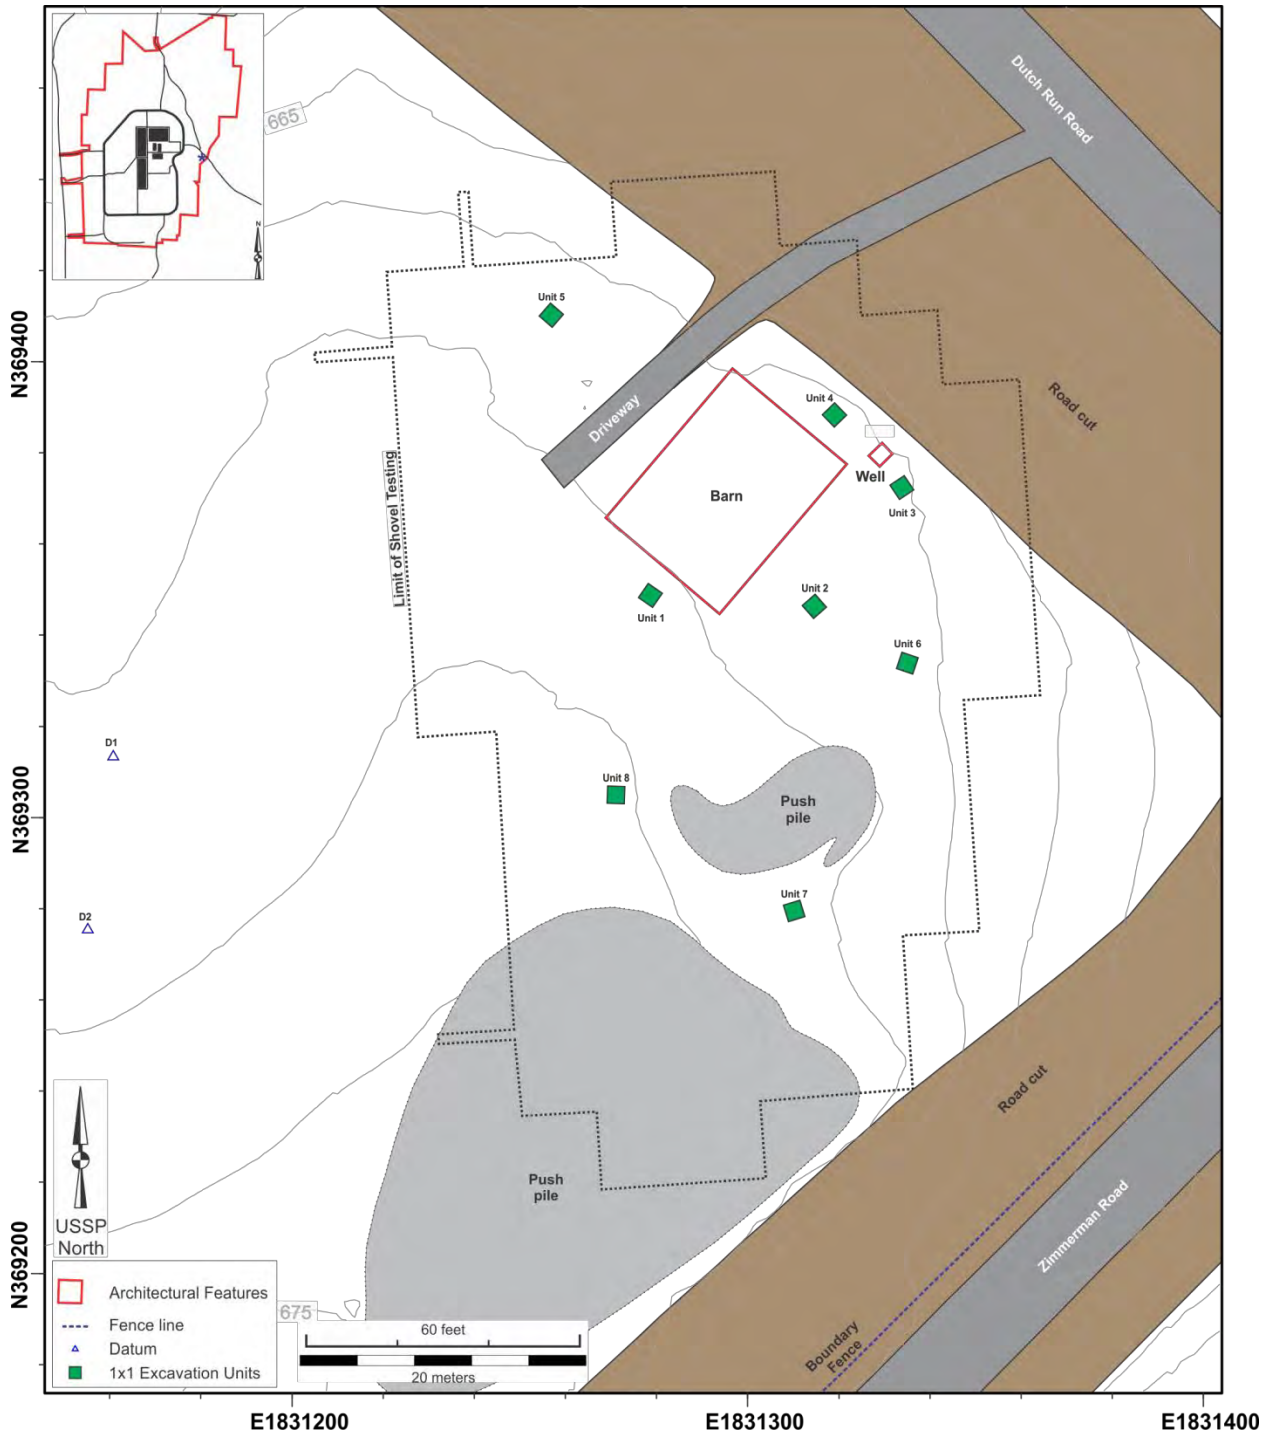 N
665
Dutch Run Road
Unit 5
N369400
Driveway
Unit 4
Road cut
Limit of Shovel Testing
Well
Barn
Unit 3
Unit 2
Unit 1
Unit 6
D1
Unit 8
Push
pile
N369300
Unit 7
D2
Road cut
Push
pile
Zimmerman Road
USSP
North
N369200
Architectural Features
Fence line
Datum
1x1 Excavation Units
675
60 feet
20 meters
Boundary
Fence
E1831200
E1831300
E1831400